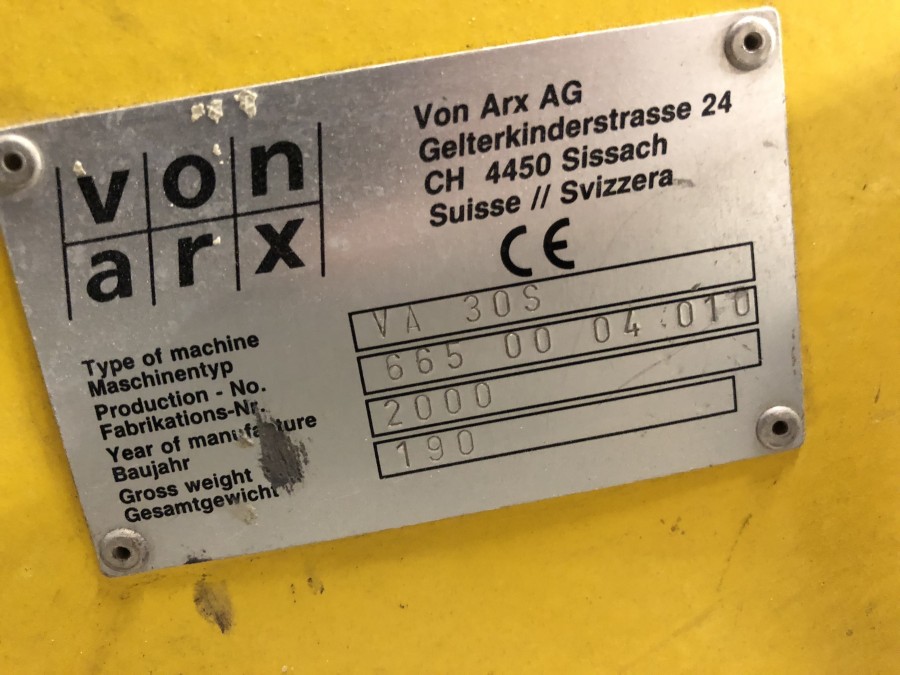 von
arx
Von Arx AG
Gelterkinderstrasse 24
CH 4450 Sissach
Suisse // Svizzera
CE
Type of machine
Maschinentyp
VA 30S
Production - No.
Fabrikations-Nr.
665 00 04 010
Year of manufacture
Baujahr
2000
Gross weight
Gesamtgewicht
190